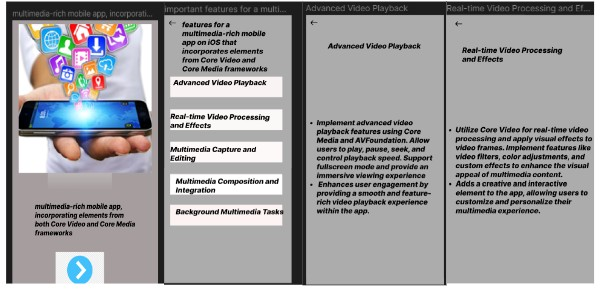 multimedia-rich mobile app, incorporati...
multimedia-rich mobile app,
incorporating elements from
both Core Video and Core Media
frameworks
important features for a multi...
features for a
multimedia-rich mobile
app on iOS that
incorporates elements
from Core Video and
Core Media frameworks
Advanced Video Playback
Real-time Video Processing
and Effects
Multimedia Capture and
Editing
Multimedia Composition and
Integration
Background Multimedia Tasks
Advanced Video Playback
Advanced Video Playback
• Implement advanced video
playback features using Core
Media and AVFoundation. Allow
users to play, pause, seek, and
control playback speed. Support
fullscreen mode and provide an
immersive viewing experience
• Enhances user engagement by
providing a smooth and feature-
rich video playback experience
within the app.
Real-time Video Processing and Ef...
Real-time Video Processing
and Effects
• Utilize Core Video for real-time video
processing and apply visual effects to
video frames. Implement features like
video filters, color adjustments, and
custom effects to enhance the visual
appeal of multimedia content.
• Adds a creative and interactive
element to the app, allowing users to
customize and personalize their
multimedia experience.